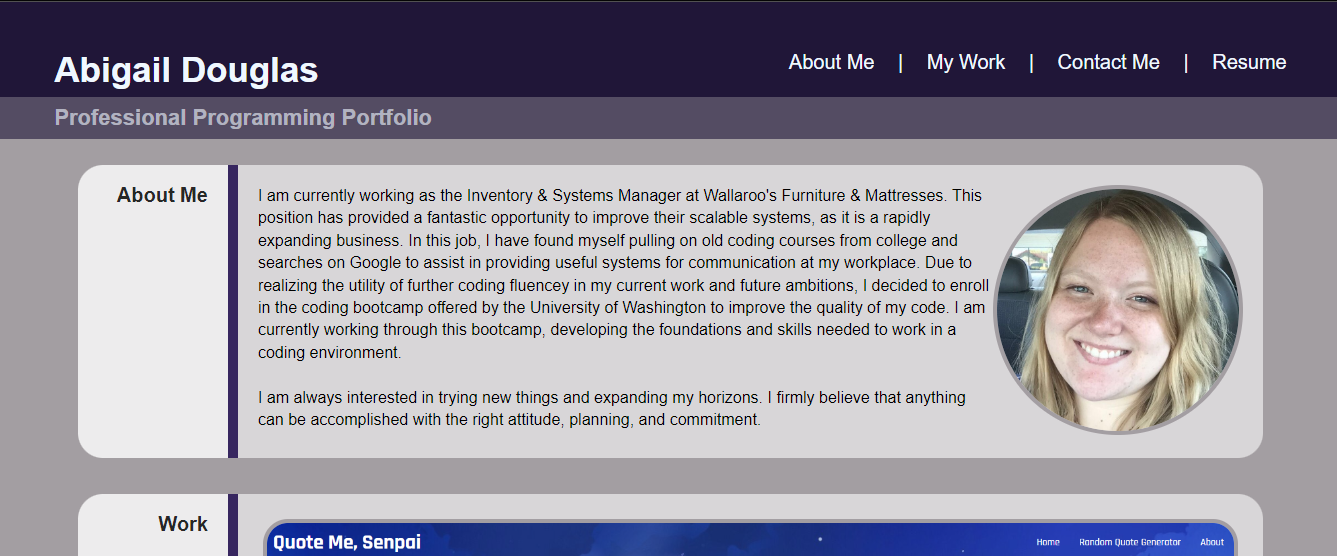 Abigail Douglas
About Me | My Work | Contact Me | Resume
Professional Programming Portfolio
About Me
I am currently working as the Inventory & Systems Manager at Wallaroo's Furniture & Mattresses. This
position has provided a fantastic opportunity to improve their scalable systems, as it is a rapidly
expanding business. In this job, I have found myself pulling on old coding courses from college and
searches on Google to assist in providing useful systems for communication at my workplace. Due to
realizing the utility of further coding fluencey in my current work and future ambitions, I decided to enroll
in the coding bootcamp offered by the University of Washington to improve the quality of my code. I am
currently working through this bootcamp, developing the foundations and skills needed to work in a
coding environment.
I am always interested in trying new things and expanding my horizons. I firmly believe that anything
can be accomplished with the right attitude, planning, and commitment.
Work
Quote Me, Senpai
Home Random Quote Generator About